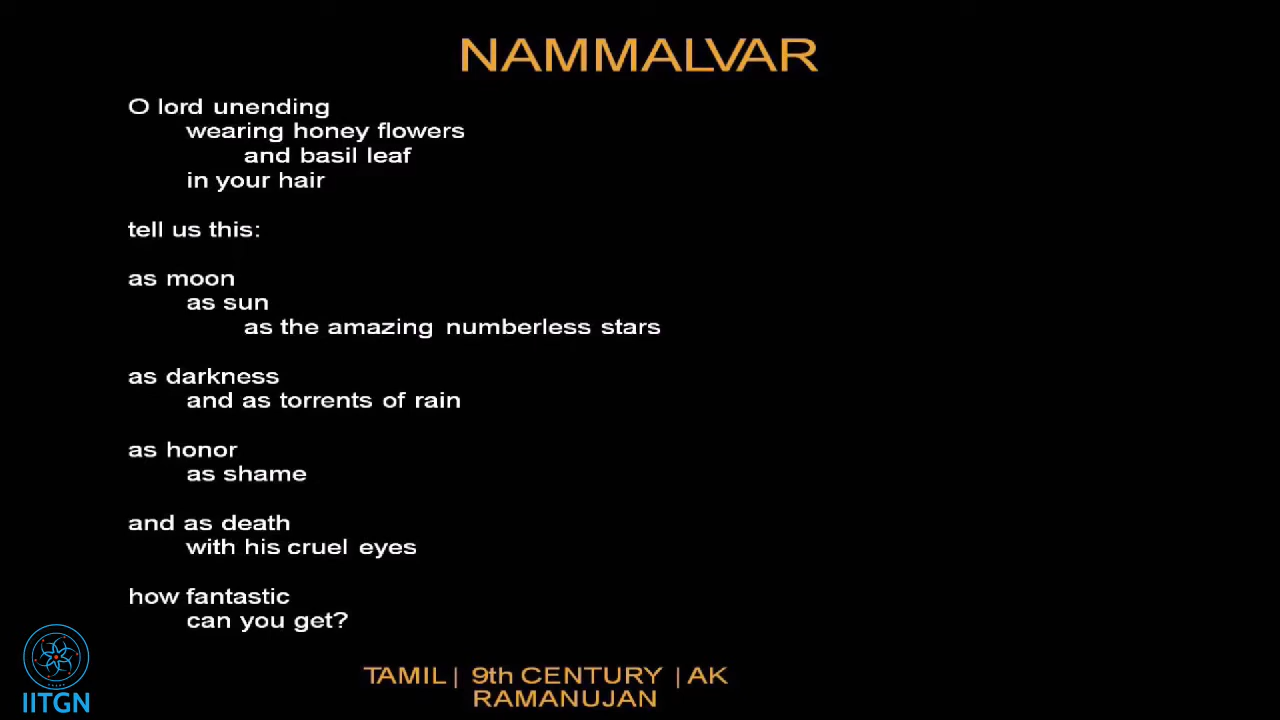 NAMMALVAR
O lord unending
wearing honey flowers
and basil leaf
in your hair
tell us this:
as moon
as sun
as the amazing numberless stars
as darkness
and as torrents of rain
as honor
as shame
and as death
with his cruel eyes
how fantastic
can you get?
TAMIL | 9th CENTURY | AK
RAMANUJAN
IITGN